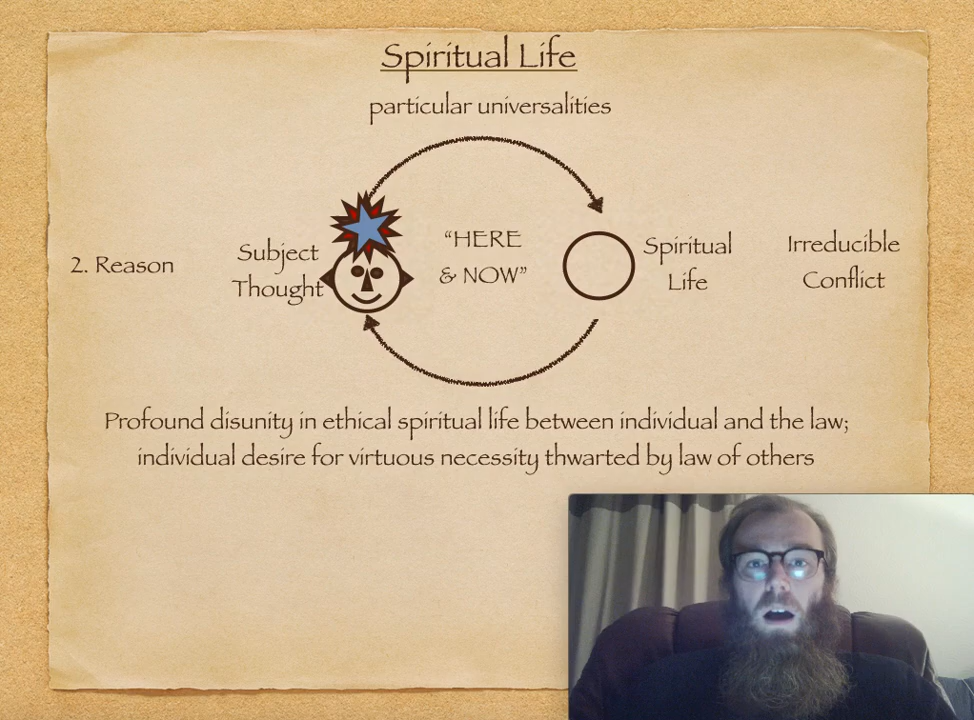 Spiritual Life
particular universalities
2. Reason
Subject
Thought
“HERE
& NOW”
Spiritual
Life
Irreducible
Conflict
Profound disunity in ethical spiritual life between individual and the law;
individual desire for virtuous necessity thwarted by law of others